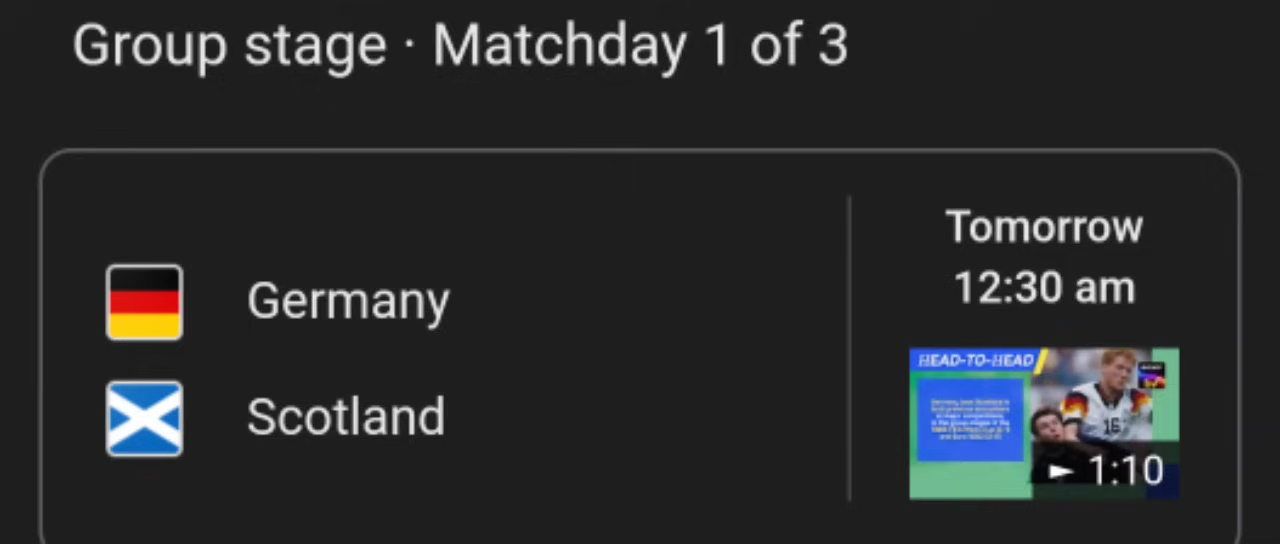 Group stage · Matchday 1 of 3
Tomorrow
12:30 am
Germany
Scotland
HEAD-TO-HEAD
16
1:10